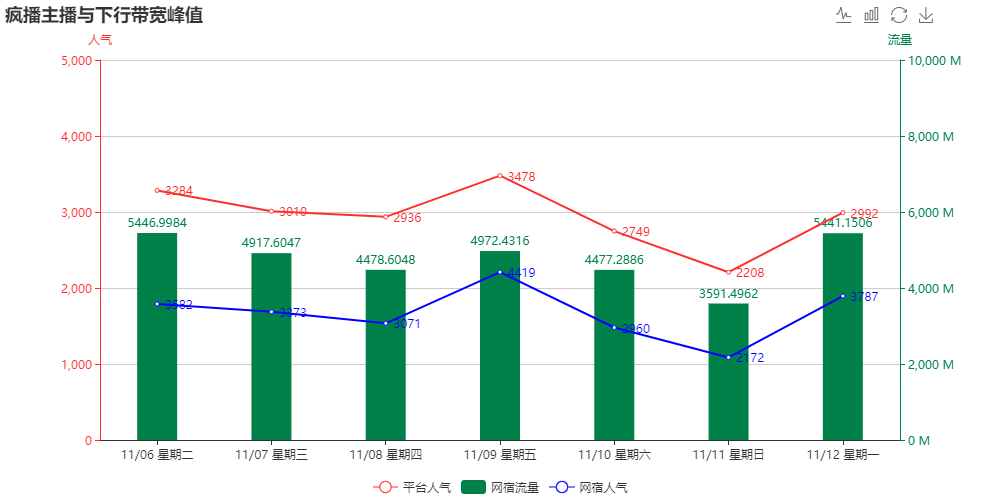 疯播主播与下行带宽峰值
人气
流量
5,000
10,000 M
4,000
8,000 M
3,000
6,000 M
2,000
4,000 M
1,000
2,000 M
0
0 M
3284
3010
2936
3478
2749
2208
2992
5446.9984
4917.6047
4478.6048
4972.4316
4477.2886
3591.4962
5441.1506
3582
3373
3071
4419
2960
2172
3787
11/06 星期二
11/07 星期三
11/08 星期四
11/09 星期五
11/10 星期六
11/11 星期日
11/12 星期一
平台人气
网宿流量
网宿人气